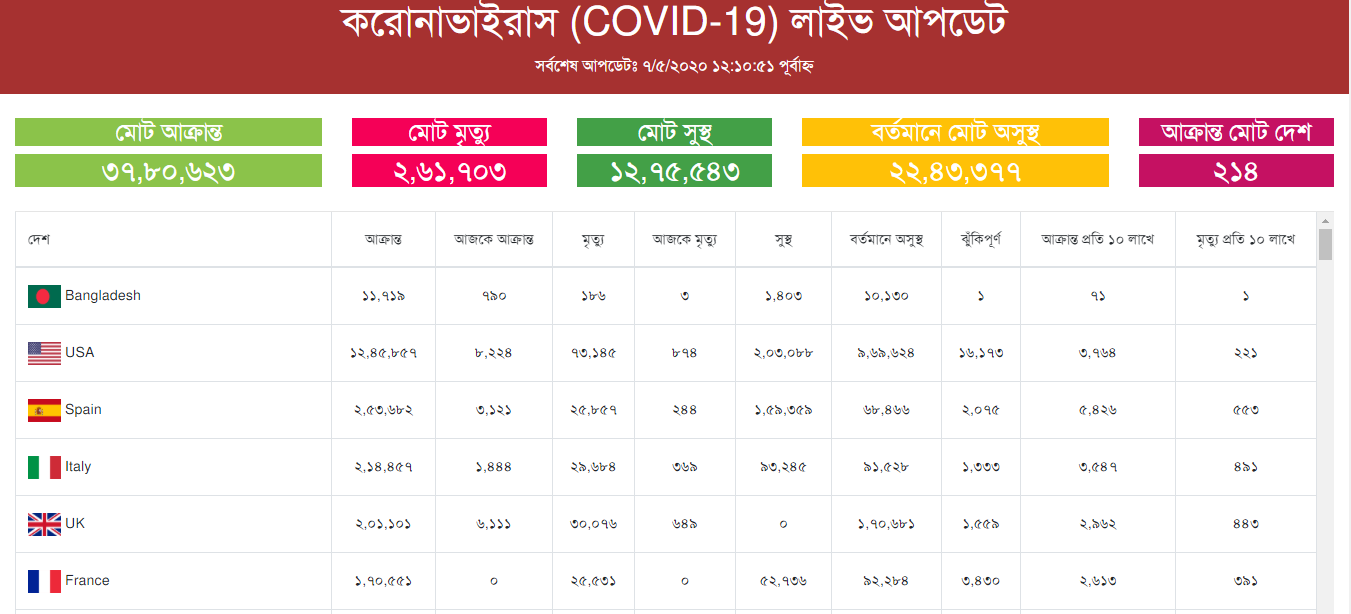 করোনাভাইরাস (COVID-19) লাইভ আপডেট
সর্বশেষ আপডেটঃ ৭/৫/২০২০ ১২:১০:৫১ পূর্বাহ্ন
মোট আক্রান্ত মোট মৃত্যু মোট সুস্থ বর্তমানে মোট অসুস্থ আক্রান্ত মোট দেশ
৩৭,৮০,৬২৩ ২,৬১,৭০৩ ১২,৭৫,৫৪৩ ২২,৪৩,৩৭৭ ২১৪
দেশ আক্রান্ত আজকে আক্রান্ত মৃত্যু আজকে মৃত্যু সুস্থ বর্তমানে অসুস্থ ঝুঁকিপূর্ণ আক্রান্ত প্রতি ১০ লাখে মৃত্যু প্রতি ১০ লাখে
Bangladesh ১১,৭১৯ ৭৯০ ১৮৬ ৩ ১,৪০৩ ১০,১৩০ ১ ৭১ ১
USA ১২,৪৫,৮৫৭ ৮,২২৪ ৭৩,১৪৫ ৮৭৪ ২,০৩,০৮৮ ৯,৬৯,৬২৪ ১৬,১৭৩ ৩,৭৬৪ ২২১
Spain ২,৫৩,৬৮২ ৩,১২১ ২৫,৮৫৭ ২৪৪ ১,৫৯,৩৫৯ ৬৮,৪৬৬ ২,০৭৫ ৫,৪২৬ ৫৫৩
Italy ২,১৪,৪৫৭ ১,৪৪৪ ২৯,৬৮৪ ৩৬৯ ৯৩,২৪৫ ৯১,৫২৮ ১,৩৩৩ ৩,৫৪৭ ৪৯১
UK ২,০১,১০১ ৬,১১১ ৩০,০৭৬ ৬৪৯ ০ ১,৭০,৬৮১ ১,৫৫৯ ২,৯৬২ ৪৪৩
France ১,৭০,৫৫১ ০ ২৫,৫৩১ ০ ৫২,৭৩৬ ৯২,২৮৪ ৩,৪৩০ ২,৬১৩ ৩৯১